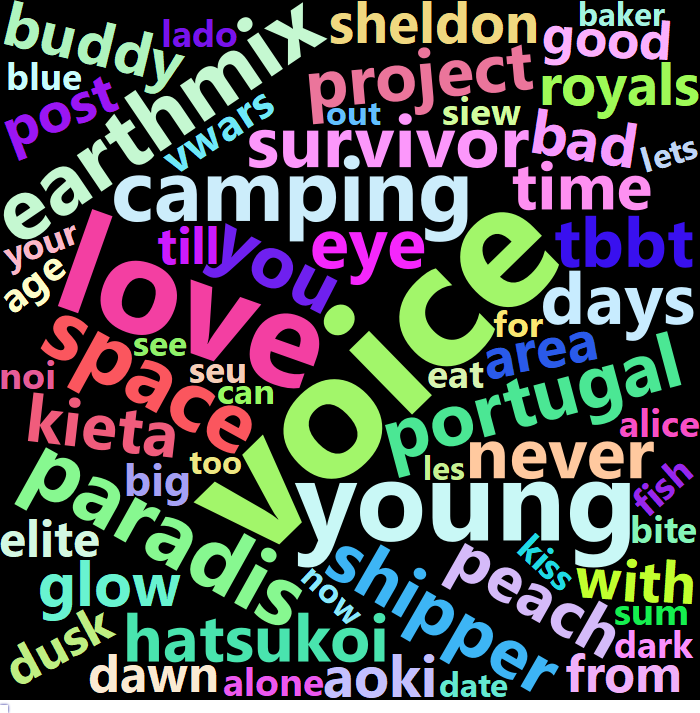 buddy
lado
sheldon
baker
good
blue
post
earthmix
vwars
project
royals
out
siew
survivor
bad
lets
camping
time
your
age
till
you
eye
tbbt
love
voice
days
space
see
seu
can
for
area
eat
noi
kieta
portugal
alice
big
too
les
never
fish
paradis
young
bite
elite
glow
now
shipper
peach
kiss
with
sum
dusk
hatsukoi
dark
dawn
alone
aoki
date
from